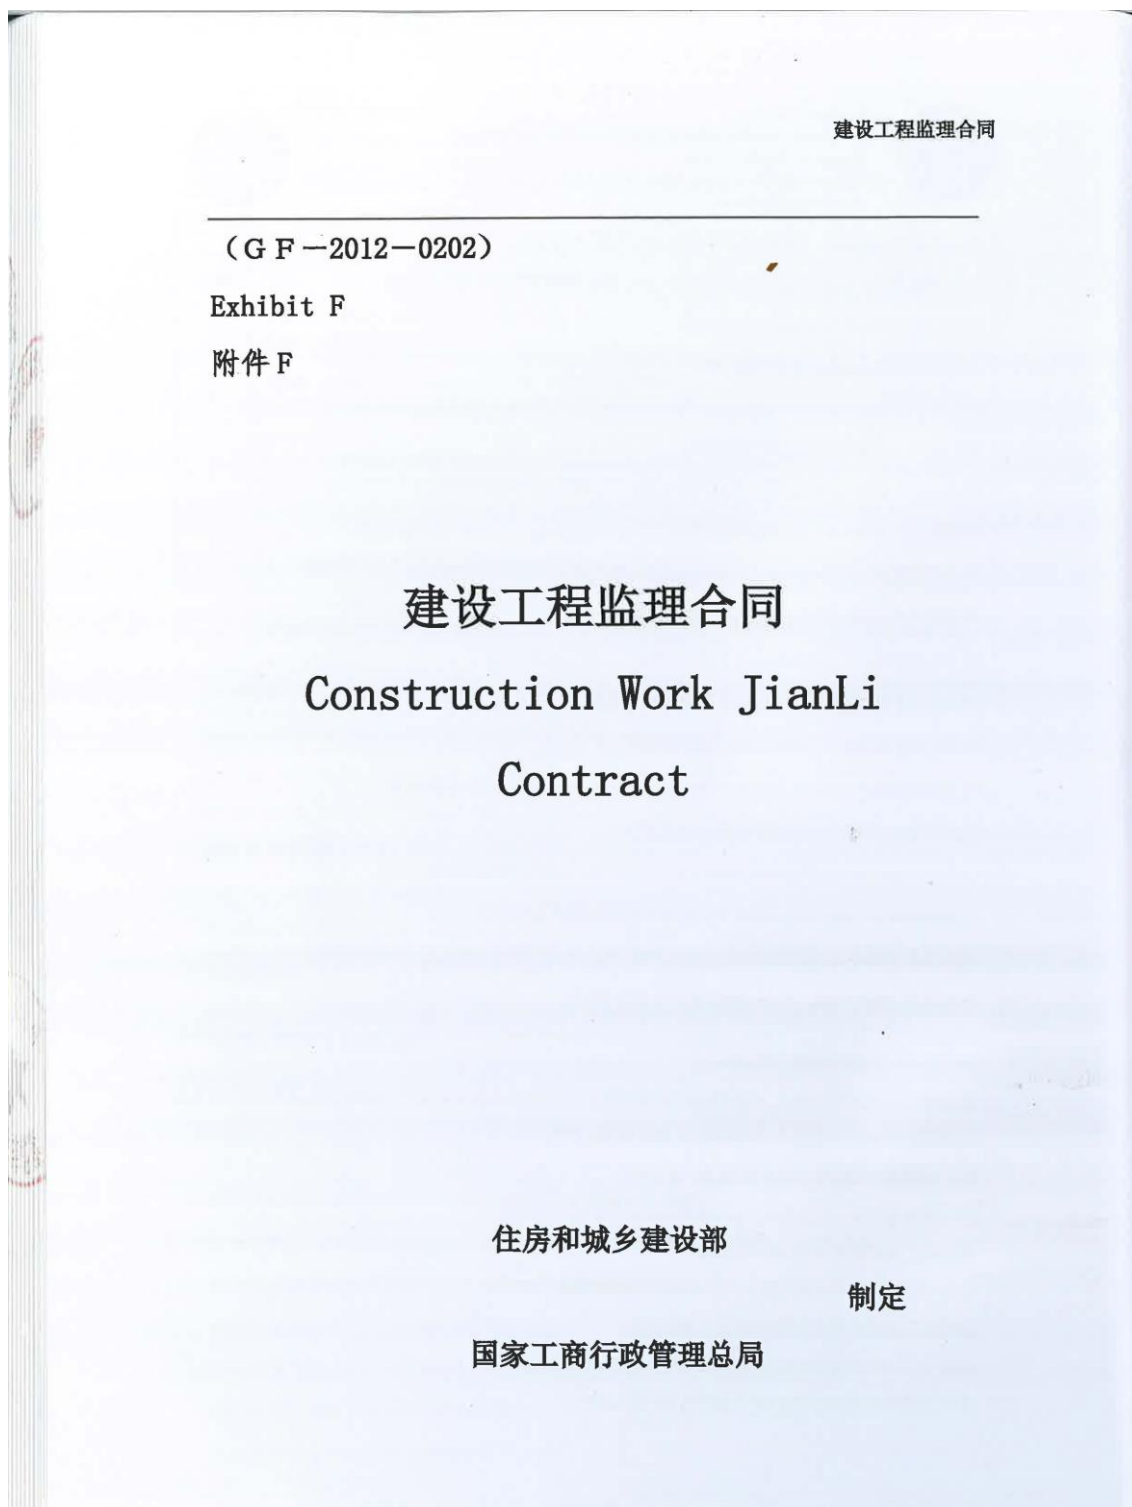 建设工程监理合同
（ＧＦ－2012－0202）
Exhibit F
附件 F
建设工程监理合同
Construction Work JianLi
Contract
住房和城乡建设部
制定
国家工商行政管理总局